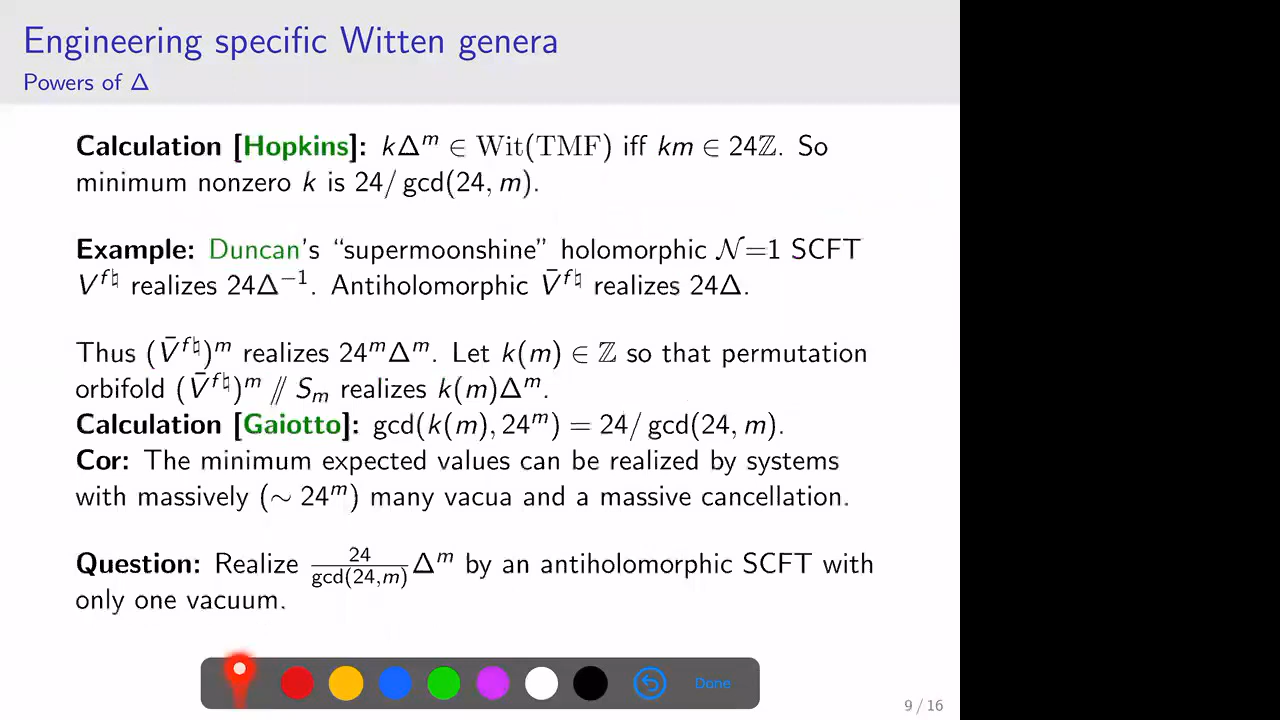 Engineering specific Witten genera
Powers of Δ
Calculation [Hopkins]: kΔ^m ∈ Wit(TMF) iff km ∈ 24ℤ. So
minimum nonzero k is 24/ gcd(24, m).
Example: Duncan's “supermoonshine” holomorphic 𝒩=1 SCFT
V^{f♮} realizes 24Δ^{−1}. Antiholomorphic V̄^{f♮} realizes 24Δ.
Thus (V̄^{f♮})^m realizes 24^mΔ^m. Let k(m) ∈ ℤ so that permutation
orbifold (V̄^{f♮})^m ⫽ S_m realizes k(m)Δ^m.
Calculation [Gaiotto]: gcd(k(m), 24^m) = 24/ gcd(24, m).
Cor: The minimum expected values can be realized by systems
with massively (∼ 24^m) many vacua and a massive cancellation.
Question: Realize \frac{24}{gcd(24,m)}Δ^m by an antiholomorphic SCFT with
only one vacuum.
Done
9 / 16